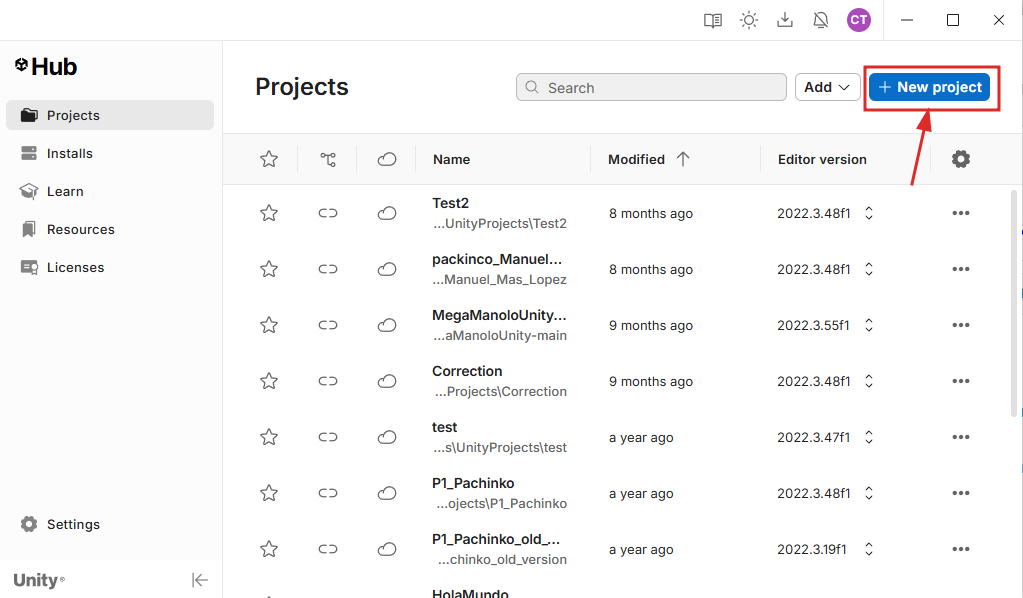 CT
Hub
Projects
Installs
Learn
Resources
Licenses
Settings
Unity®
Projects
Search
Add
+ New project
Name Modified Editor version
Test2
...UnityProjects\Test2
8 months ago
2022.3.48f1
packinco_Manuel...
...Manuel_Mas_Lopez
8 months ago
2022.3.48f1
MegaManoloUnity...
...aManoloUnity-main
9 months ago
2022.3.55f1
Correction
...Projects\Correction
9 months ago
2022.3.48f1
test
...s\UnityProjects\test
a year ago
2022.3.47f1
P1_Pachinko
...ojects\P1_Pachinko
a year ago
2022.3.48f1
P1_Pachinko_old_...
...chinko_old_version
a year ago
2022.3.19f1
HolaMundo